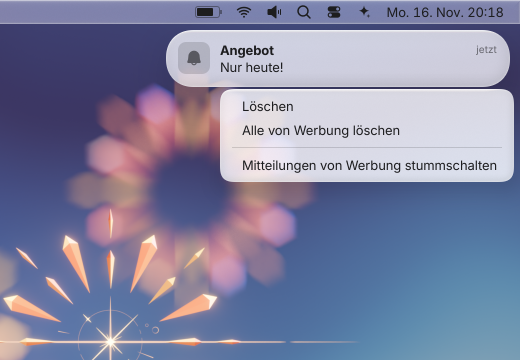 Mo. 16. Nov. 20:18
Angebot
jetzt
Nur heute!
Löschen
Alle von Werbung löschen
Mitteilungen von Werbung stummschalten